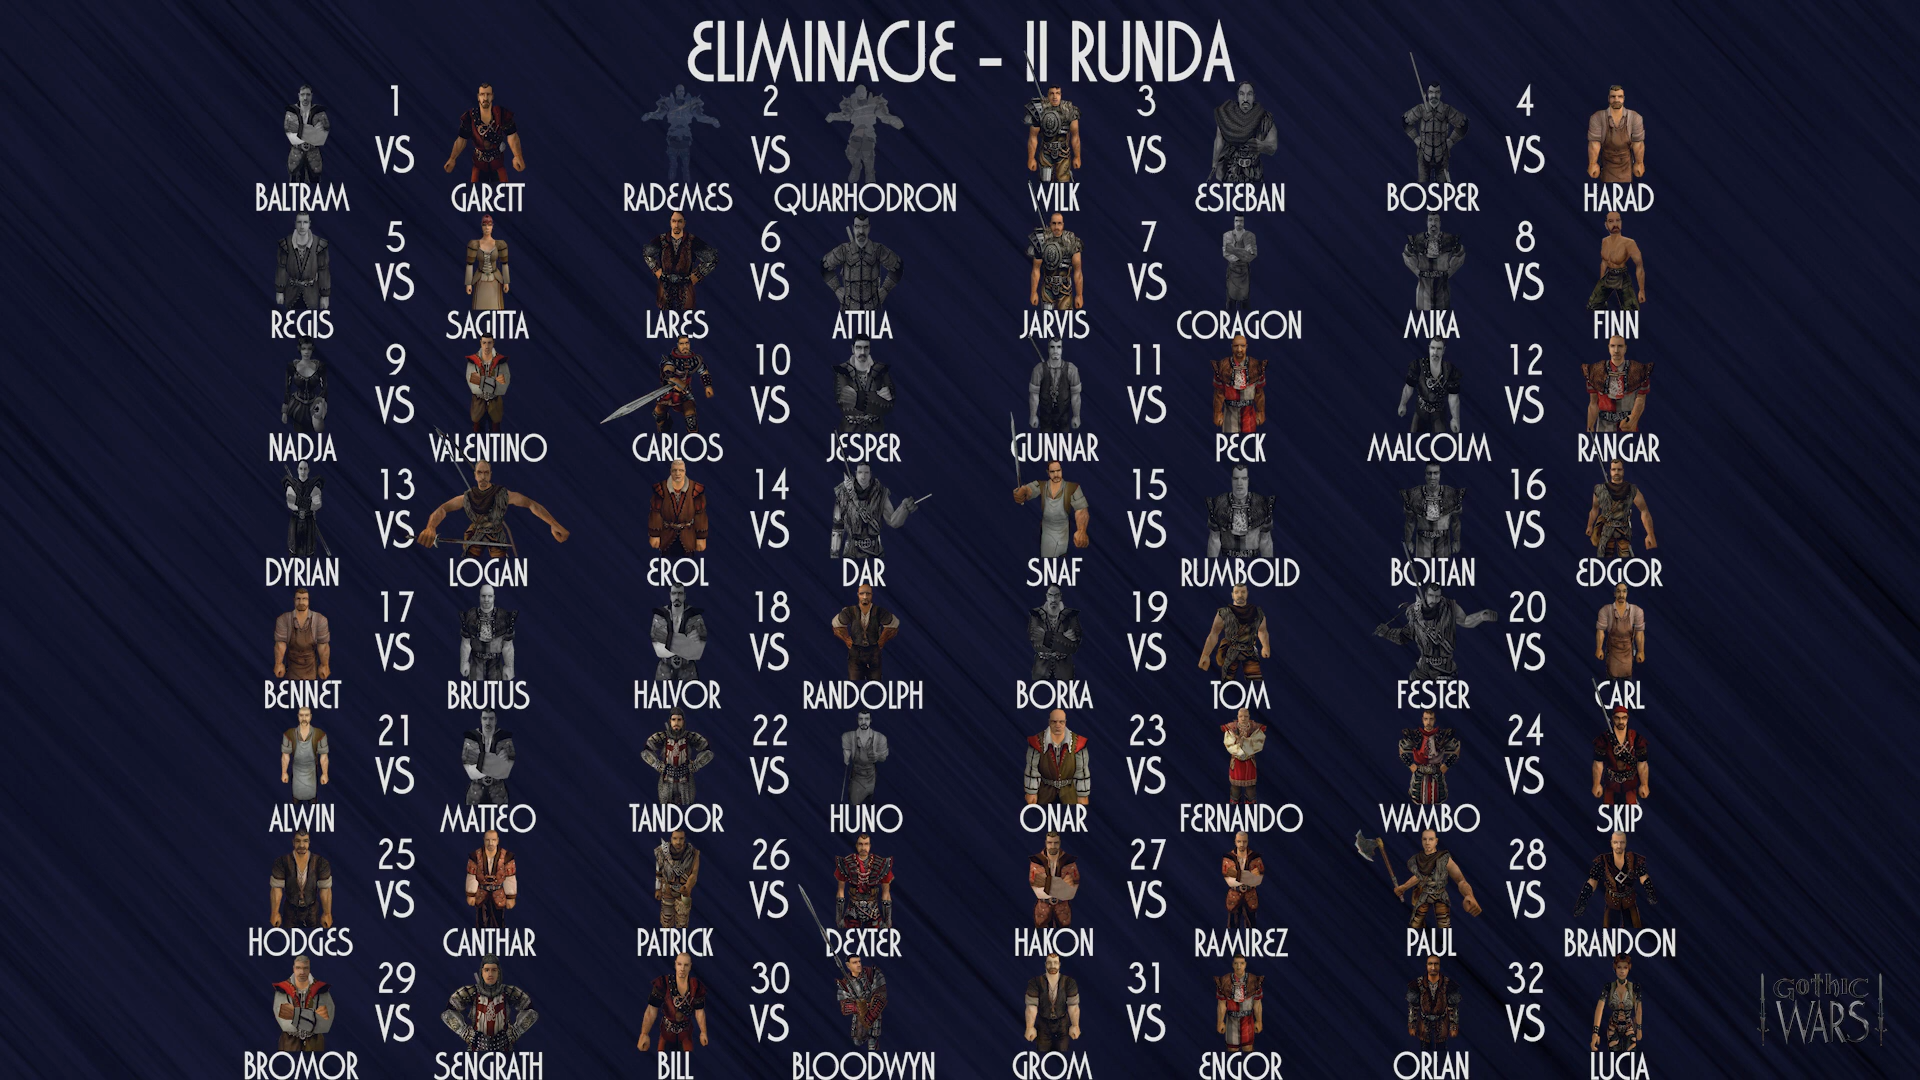 ELIMINACJE - II RUNDA
1 2 3 4
VS VS VS VS
BALTRAM GARETT RADEMES QUARHODRON WILK ESTEBAN BOSPER HARAD
5 6 7 8
VS VS VS VS
REGIS SAGITTA LARES ATTILA JARVIS CORAGON MIKA FINN
9 10 11 12
VS VS VS VS
NADJA VALENTINO CARLOS JESPER GUNNAR PECK MALCOLM RANGAR
13 14 15 16
VS VS VS VS
DYRIAN LOGAN EROL DAR SNAF RUMBOLD BOLTAN EDGOR
17 18 19 20
VS VS VS VS
BENNET BRUTUS HALVOR RANDOLPH BORKA TOM FESTER CARL
21 22 23 24
VS VS VS VS
ALWIN MATTEO TANDOR HUNO ONAR FERNANDO WAMBO SKIP
25 26 27 28
VS VS VS VS
HODGES CANTHAR PATRICK DEXTER HAKON RAMIREZ PAUL BRANDON
29 30 31 32
VS VS VS VS
BROMOR SENGRATH BILL BLOODWYN GROM ENGOR ORLAN LUCIA
GOTHIC
WARS